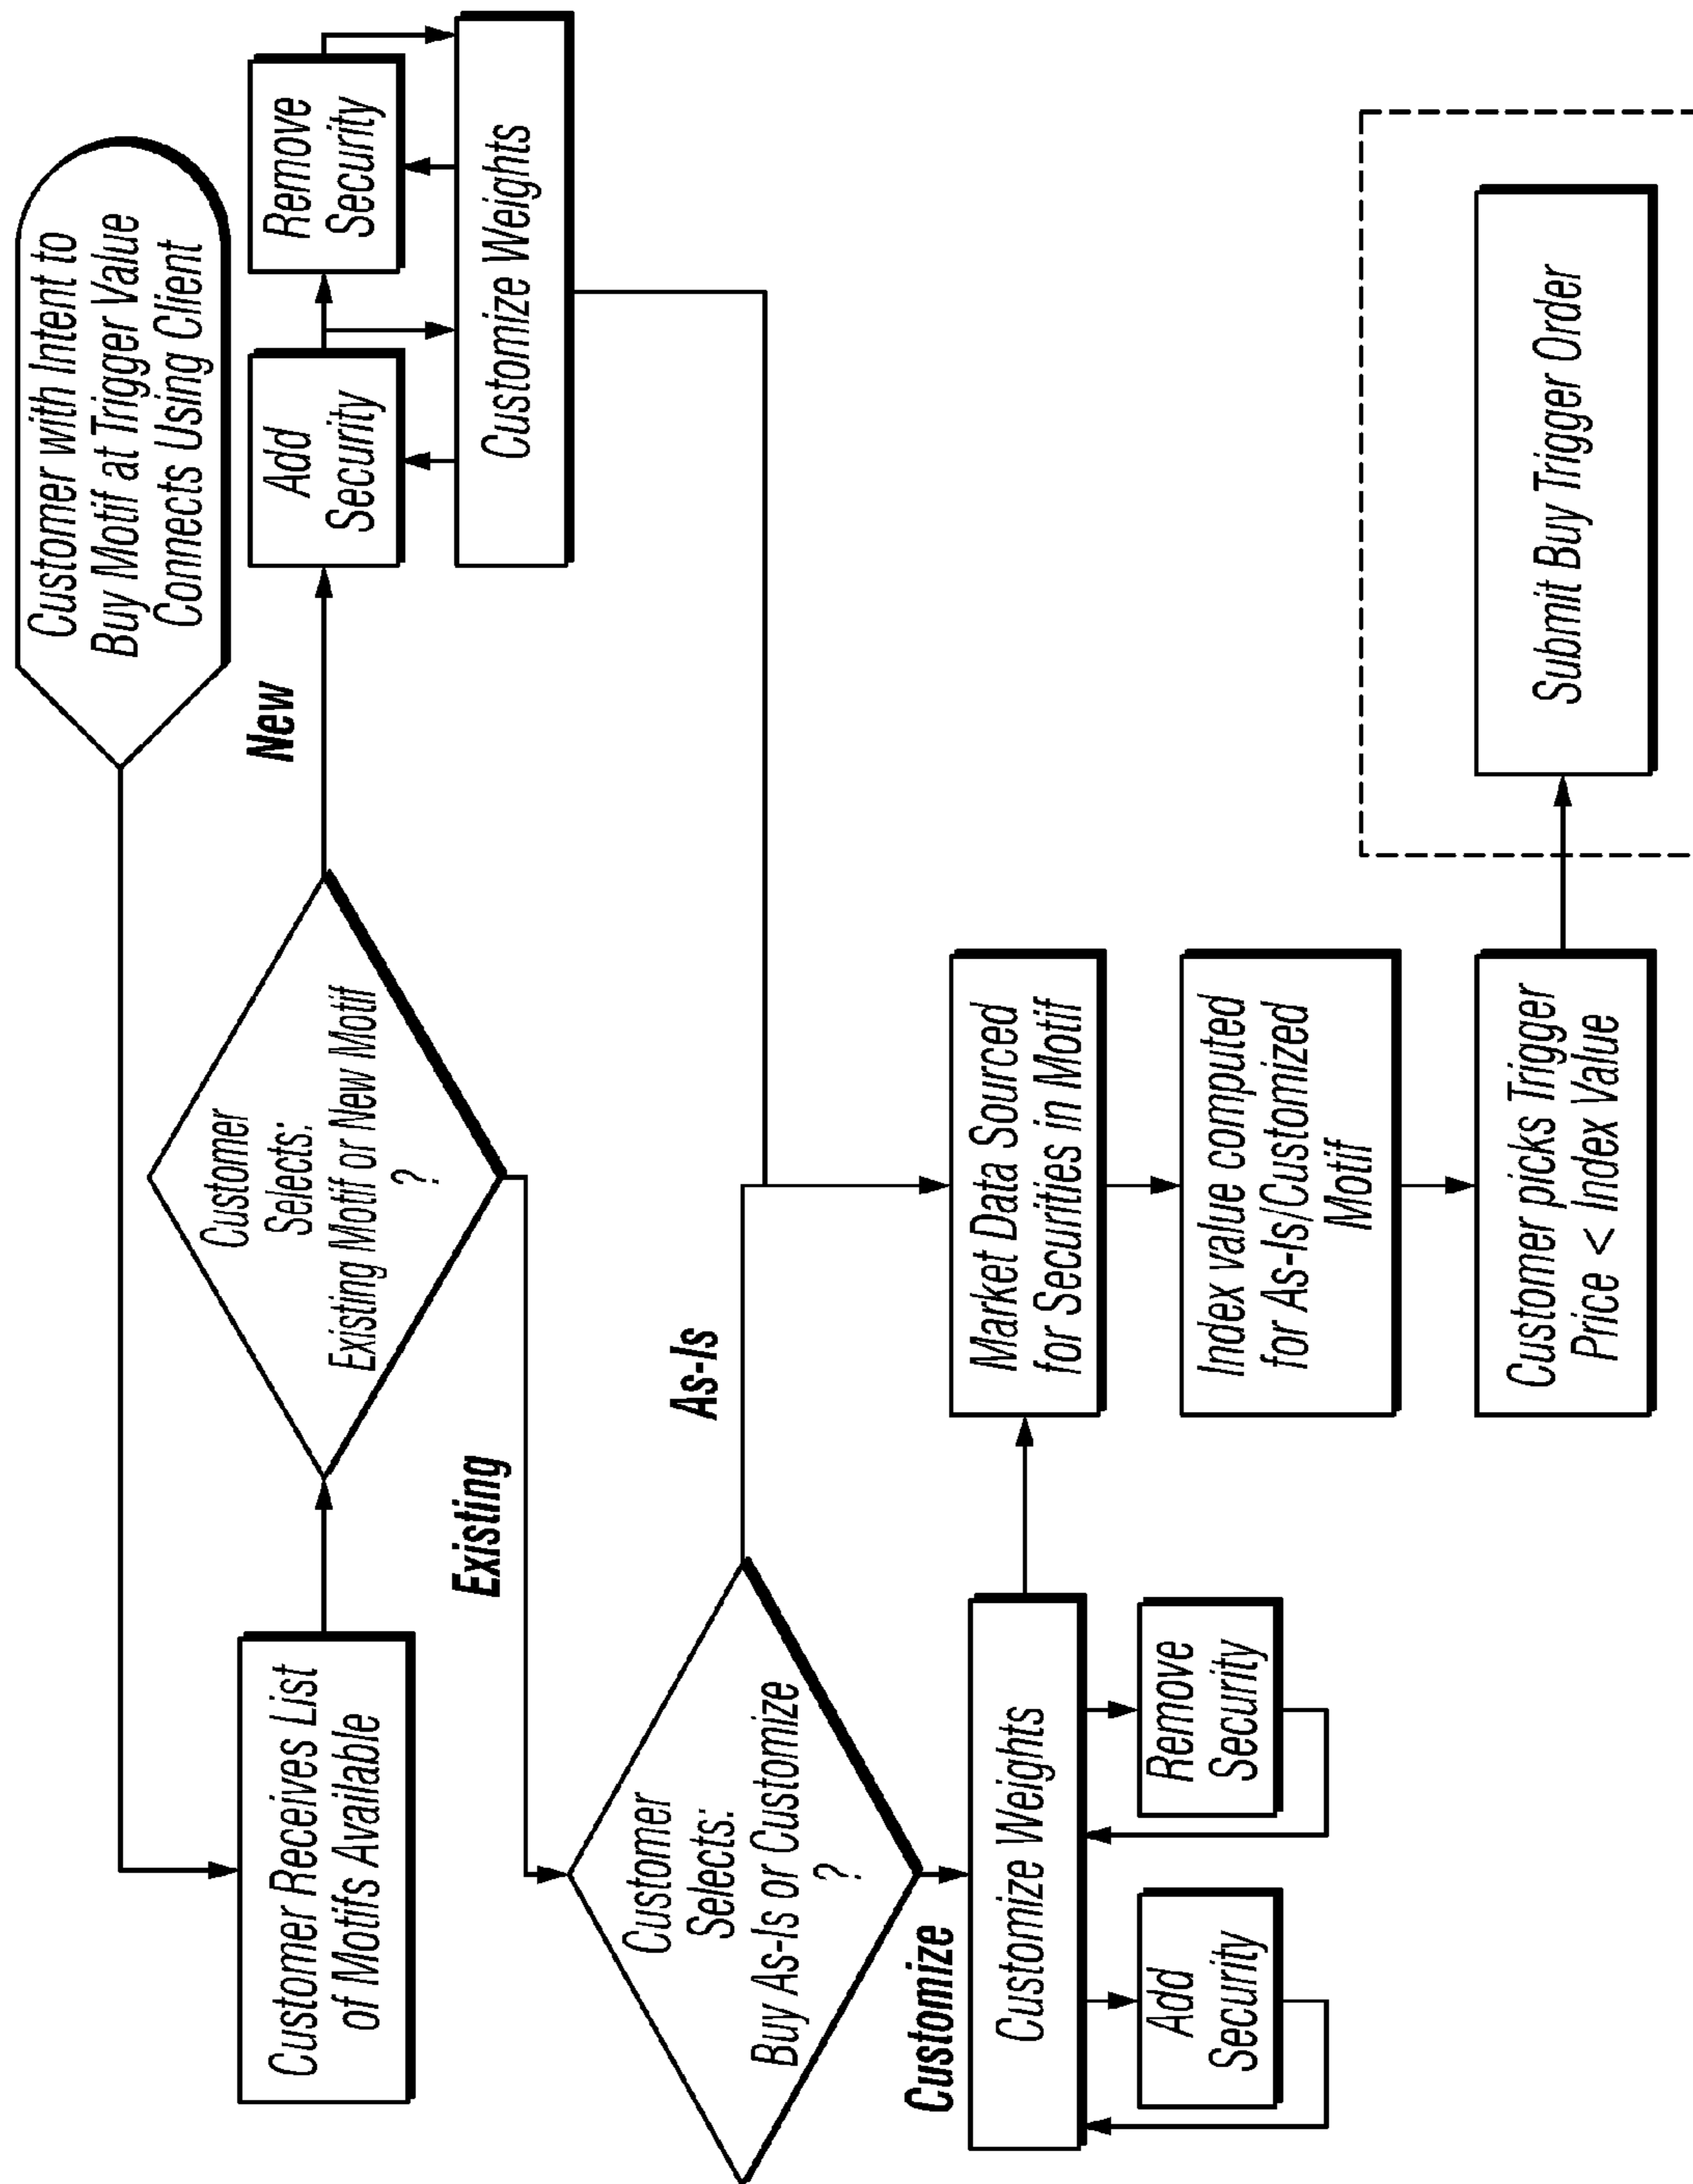 Customer with Intent to
Buy Motif at Trigger Value
Connects Using Client
Customer Receives List
of Motifs Available
Customer
Selects:
Existing Motif or New Motif
?
New
Add
Security
Remove
Security
Customize Weights
Existing
Customer
Selects:
Buy As-Is or Customize
?
As-Is
Customize
Customize Weights
Add
Security
Remove
Security
Market Data Sourced
for Securities in Motif
Index value computed
for As-Is/Customized
Motif
Customer picks Trigger
Price < Index Value
Submit Buy Trigger Order